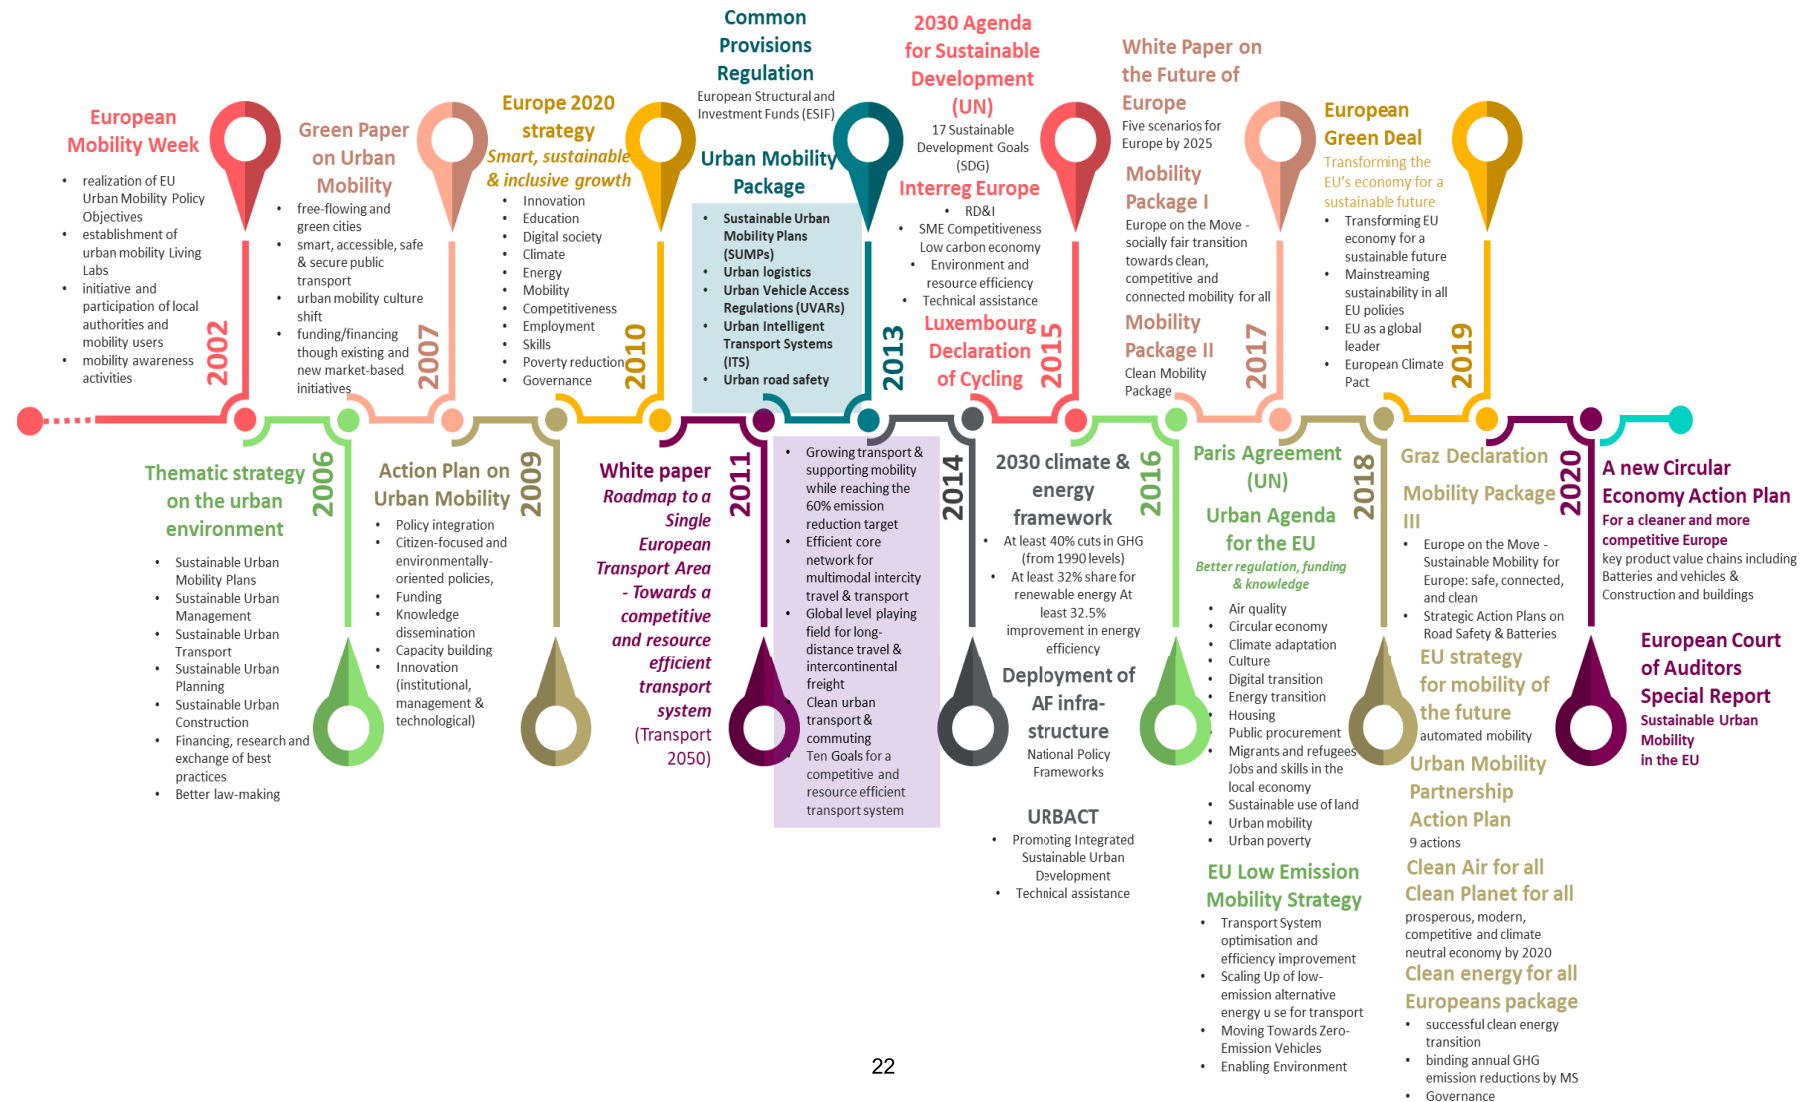 European
Mobility Week
• realization of EU
Urban Mobility Policy
Objectives
• establishment of
urban mobility Living
Labs
• initiative and
participation of local
authorities and
mobility users
• mobility awareness
activities
2002
Thematic strategy
on the urban
environment
• Sustainable Urban
Mobility Plans
• Sustainable Urban
Management
• Sustainable Urban
Transport
• Sustainable Urban
Planning
• Sustainable Urban
Construction
• Financing, research and
exchange of best
practices
• Better law-making
2006
Green Paper
on Urban
Mobility
• free-flowing and
green cities
• smart, accessible, safe
& secure public
transport
• urban mobility culture
shift
• funding/financing
though existing and
new market-based
initiatives
2007
Action Plan on
Urban Mobility
• Policy integration
• Citizen-focused and
environmentally-
oriented policies,
• Funding
• Knowledge
dissemination
• Capacity building
• Innovation
(institutional,
management &
technological)
2009
Europe 2020
strategy
Smart, sustainable
& inclusive growth
• Innovation
• Education
• Digital society
• Climate
• Energy
• Mobility
• Competitiveness
• Employment
• Skills
• Poverty reduction
• Governance
2010
White paper
Roadmap to a
Single
European
Transport Area
- Towards a
competitive
and resource
efficient
transport
system
(Transport
2050)
2011
• Growing transport &
supporting mobility
while reaching the
60% emission
reduction target
• Efficient core
network for
multimodal intercity
travel & transport
• Global level playing
field for long-
distance travel &
intercontinental
freight
• Clean urban
transport &
commuting
• Ten Goals for a
competitive and
resource efficient
transport system
Common
Provisions
Regulation
European Structural and
Investment Funds (ESIF)
Urban Mobility
Package
• Sustainable Urban
Mobility Plans
(SUMPs)
• Urban logistics
• Urban Vehicle Access
Regulations (UVARs)
• Urban Intelligent
Transport Systems
(ITS)
• Urban road safety
2013
2014
2030 climate &
energy
framework
• At least 40% cuts in GHG
(from 1990 levels)
• At least 32% share for
renewable energy At
least 32.5%
improvement in energy
efficiency
Deployment of
AF infra-
structure
National Policy
Frameworks
URBACT
• Promoting Integrated
Sustainable Urban
Development
• Technical assistance
2030 Agenda
for Sustainable
Development
(UN)
17 Sustainable
Development Goals
(SDG)
Interreg Europe
• RD&I
• SME Competitiveness
Low carbon economy
• Environment and
resource efficiency
• Technical assistance
Luxembourg
Declaration
of Cycling
2015
2016
Paris Agreement
(UN)
Urban Agenda
for the EU
Better regulation, funding
& knowledge
• Air quality
• Circular economy
• Climate adaptation
• Culture
• Digital transition
• Energy transition
• Housing
• Public procurement
• Migrants and refugees
Jobs and skills in the
local economy
• Sustainable use of land
• Urban mobility
• Urban poverty
EU Low Emission
Mobility Strategy
• Transport System
optimisation and
efficiency improvement
• Scaling Up of low-
emission alternative
energy u se for transport
• Moving Towards Zero-
Emission Vehicles
• Enabling Environment
White Paper on
the Future of
Europe
Five scenarios for
Europe by 2025
Mobility
Package I
Europe on the Move -
socially fair transition
towards clean,
competitive and
connected mobility for all
Mobility
Package II
Clean Mobility
Package
2017
2018
Graz Declaration
Mobility Package
III
• Europe on the Move -
Sustainable Mobility for
Europe: safe, connected,
and clean
• Strategic Action Plans on
Road Safety & Batteries
EU strategy
for mobility of
the future
automated mobility
Urban Mobility
Partnership
Action Plan
9 actions
Clean Air for all
Clean Planet for all
prosperous, modern,
competitive and climate
neutral economy by 2020
Clean energy for all
Europeans package
• successful clean energy
transition
• binding annual GHG
emission reductions by MS
• Governance
European
Green Deal
Transforming the
EU's economy for a
sustainable future
• Transforming EU
economy for a
sustainable future
• Mainstreaming
sustainability in all
EU policies
• EU as a global
leader
• European Climate
Pact
2019
2020
A new Circular
Economy Action Plan
For a cleaner and more
competitive Europe
key product value chains including
Batteries and vehicles &
Construction and buildings
European Court
of Auditors
Special Report
Sustainable Urban
Mobility
in the EU
22